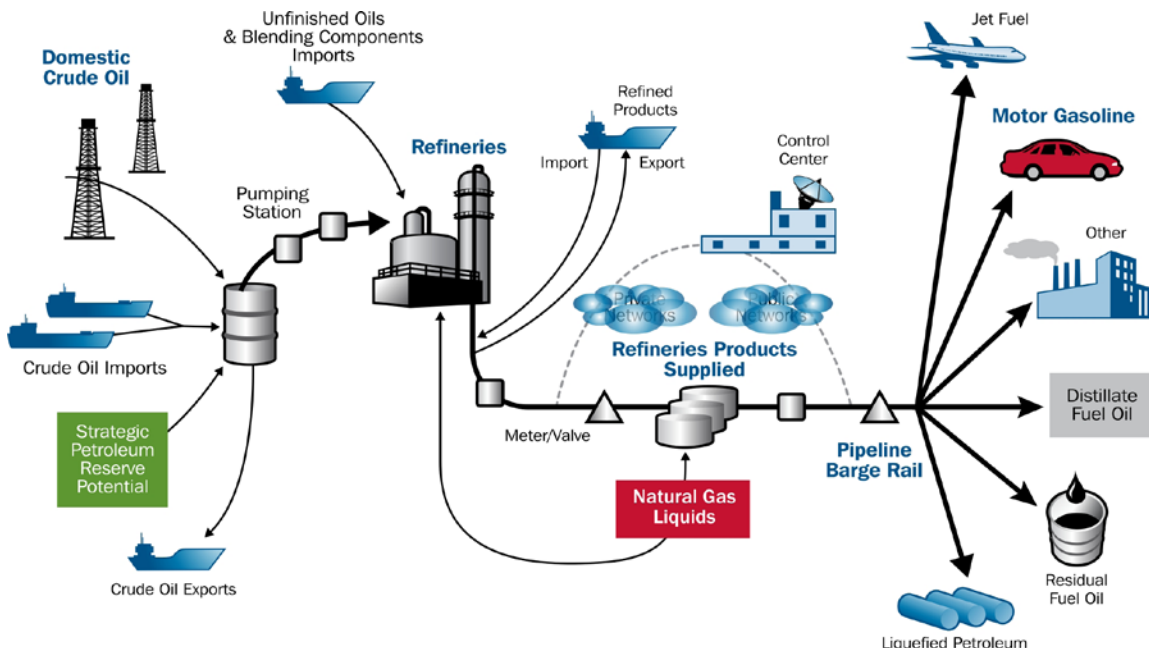 Unfinished Oils
& Blending Components
Imports
Domestic
Crude Oil
Refineries
Pumping
Station
Refined
Products
Import
Export
Control
Center
Private
Networks
Public
Networks
Refineries Products
Supplied
Crude Oil Imports
Strategic
Petroleum
Reserve
Potential
Crude Oil Exports
Meter/Valve
Natural Gas
Liquids
Pipeline
Barge Rail
Jet Fuel
Motor Gasoline
Other
Distillate
Fuel Oil
Residual
Fuel Oil
Liquefied Petroleum